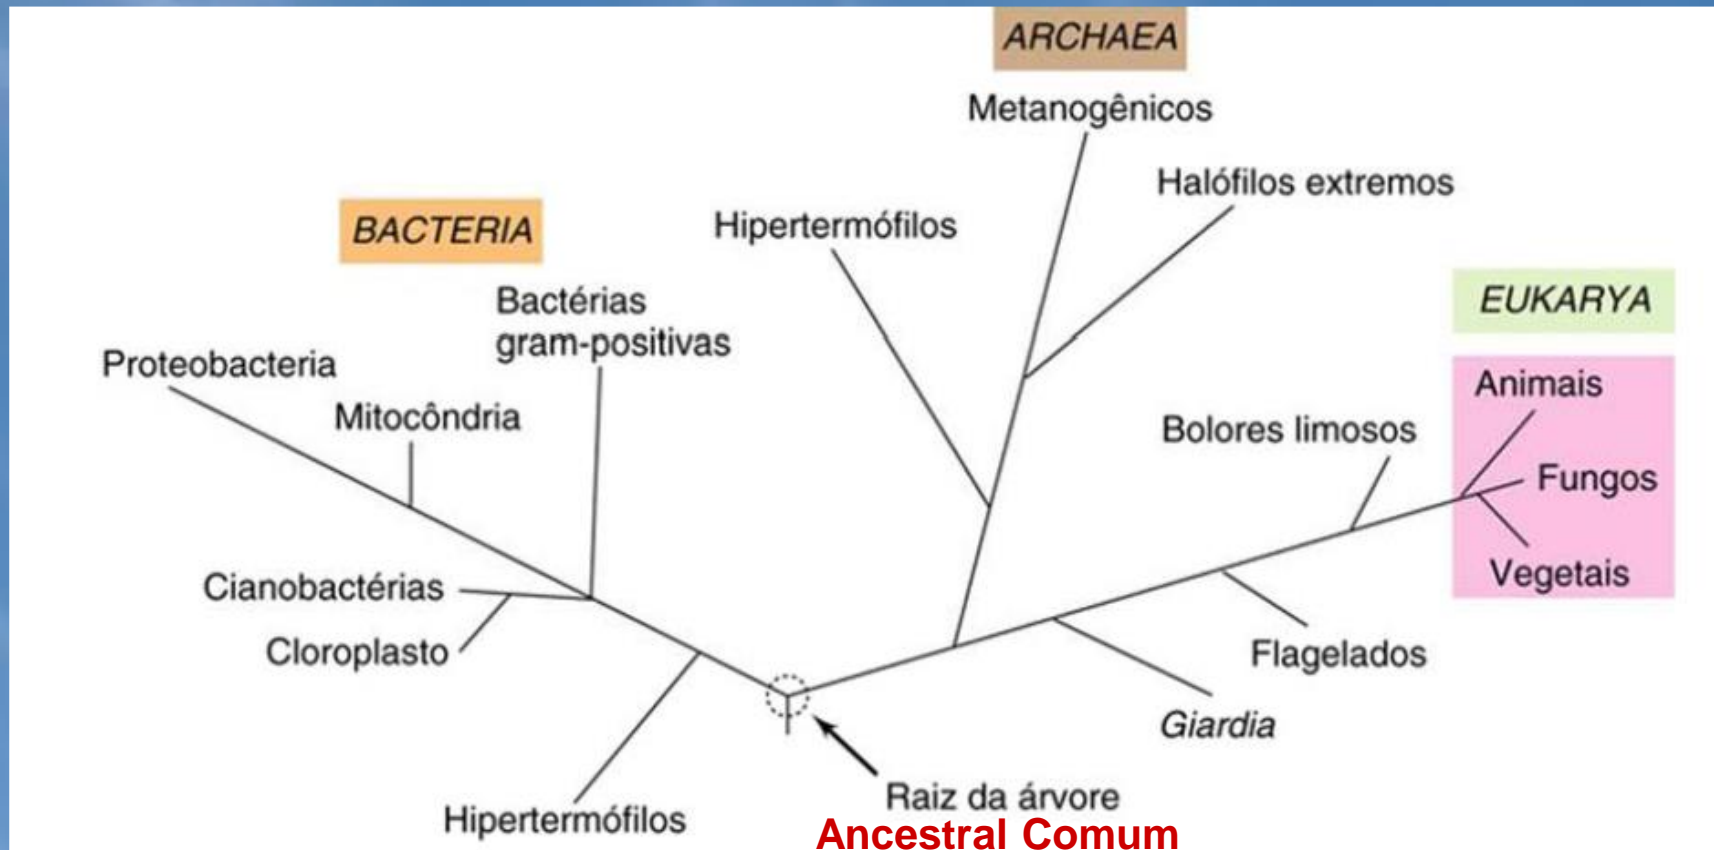 ARCHAEA
Metanogênicos
Halófilos extremos
Hipertermófilos
BACTERIA
Bactérias
gram-positivas
EUKARYA
Proteobacteria
Mitocôndria
Animais
Bolores limosos
Fungos
Cianobactérias
Vegetais
Cloroplasto
Flagelados
Giardia
Raiz da árvore
Hipertermófilos
Ancestral Comum